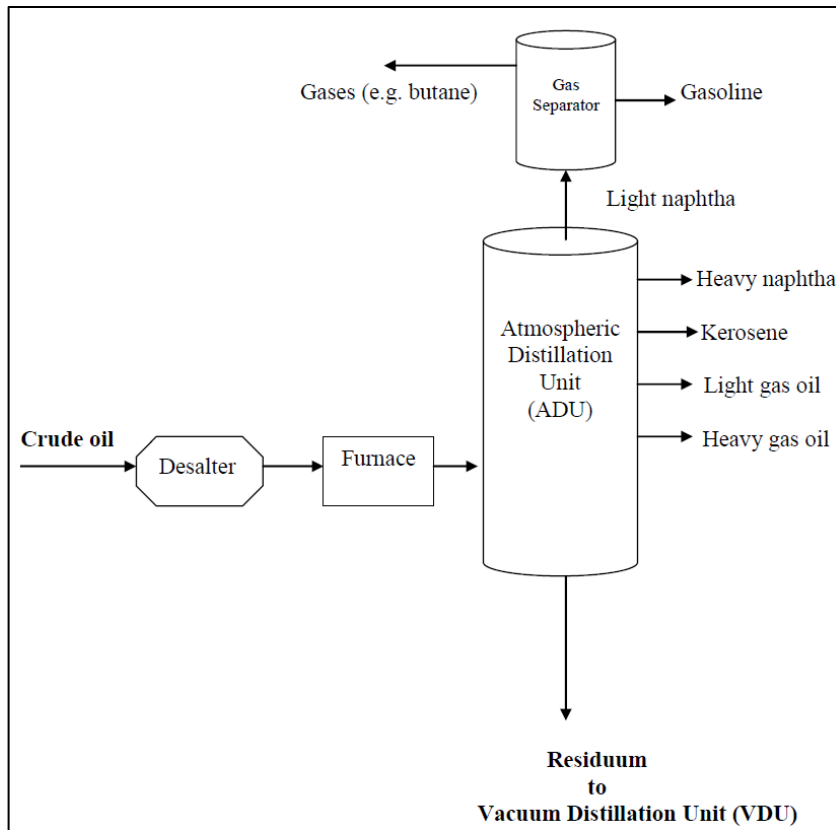 Gas
Separator
Gases (e.g. butane)
Gasoline
Light naphtha
Heavy naphtha
Atmospheric
Distillation
Unit
(ADU)
Kerosene
Light gas oil
Heavy gas oil
Crude oil
Desalter
Furnace
Residuum
to
Vacuum Distillation Unit (VDU)